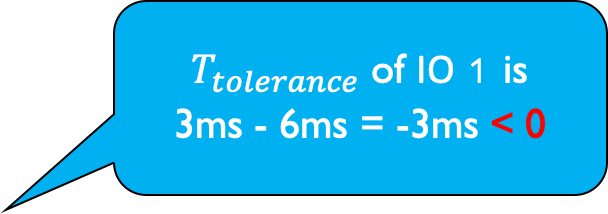 T_tolerance of IO 1 is
3ms - 6ms = -3ms < 0